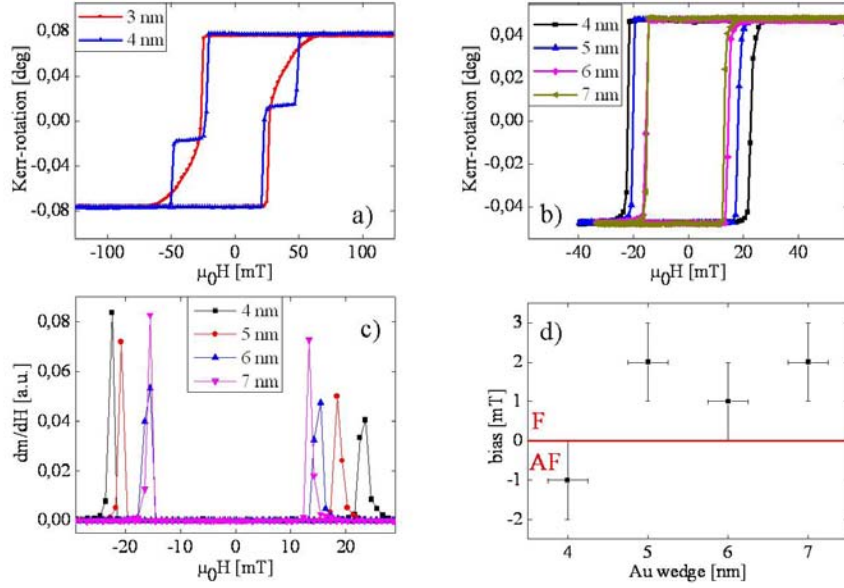 0,08
0,04
0,00
-0,04
-0,08
Kerr-rotation [deg]
3 nm
4 nm
a)
-100
-50
0
50
100
μ0H [mT]
0,04
0,00
-0,04
Kerr-rotation [deg]
4 nm
5 nm
6 nm
7 nm
b)
-40
-20
0
20
40
μ0H [mT]
0,08
0,06
0,04
0,02
0,00
dm/dH [a.u.]
4 nm
5 nm
6 nm
7 nm
c)
-20
-10
0
10
20
μ0H [mT]
3
2
1
0
-1
-2
bias [mT]
d)
F
AF
4
5
6
7
Au wedge [nm]